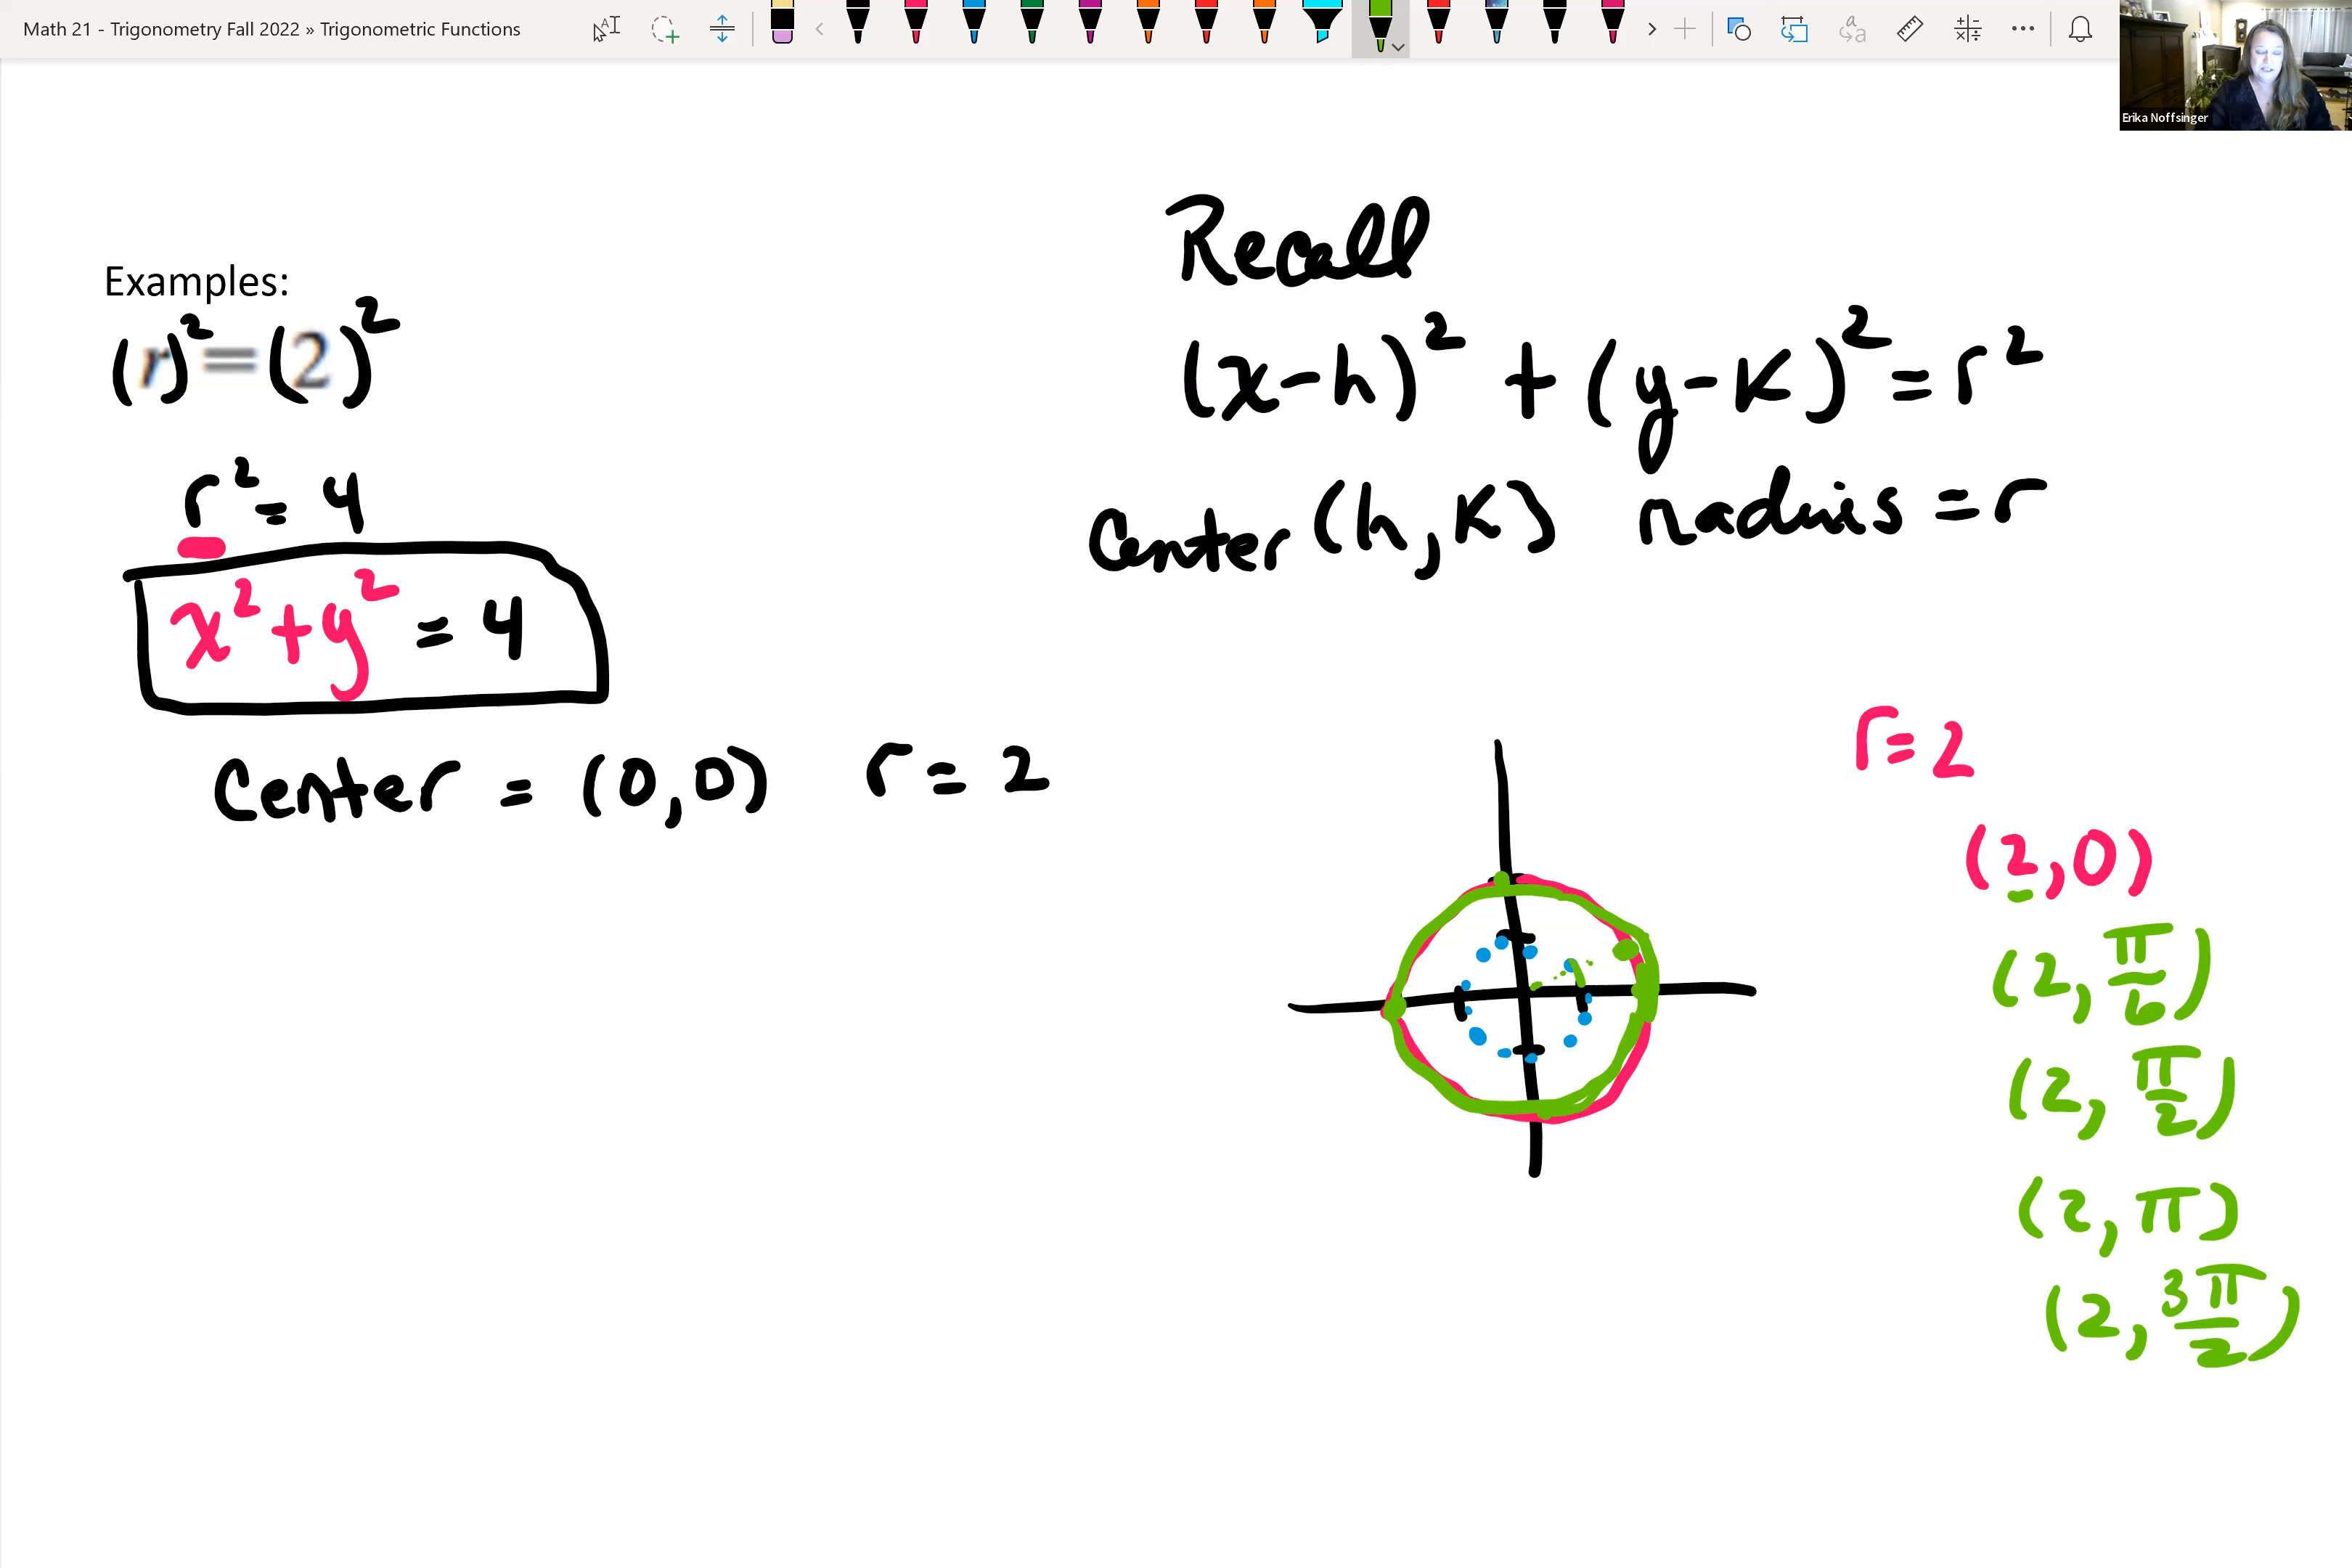 Math 21 - Trigonometry Fall 2022 » Trigonometric Functions
Erika Noffsinger
Recall
Examples:
(r)² = (2)²
(x-h)² + (y-K)² = r²
r² = 4
Center (h, K) radius = r
x² + y² = 4
Center = (0,0) r = 2
r = 2
(2,0)
(2, π/6)
(2, π/2)
(2, π)
(2, 3π/2)